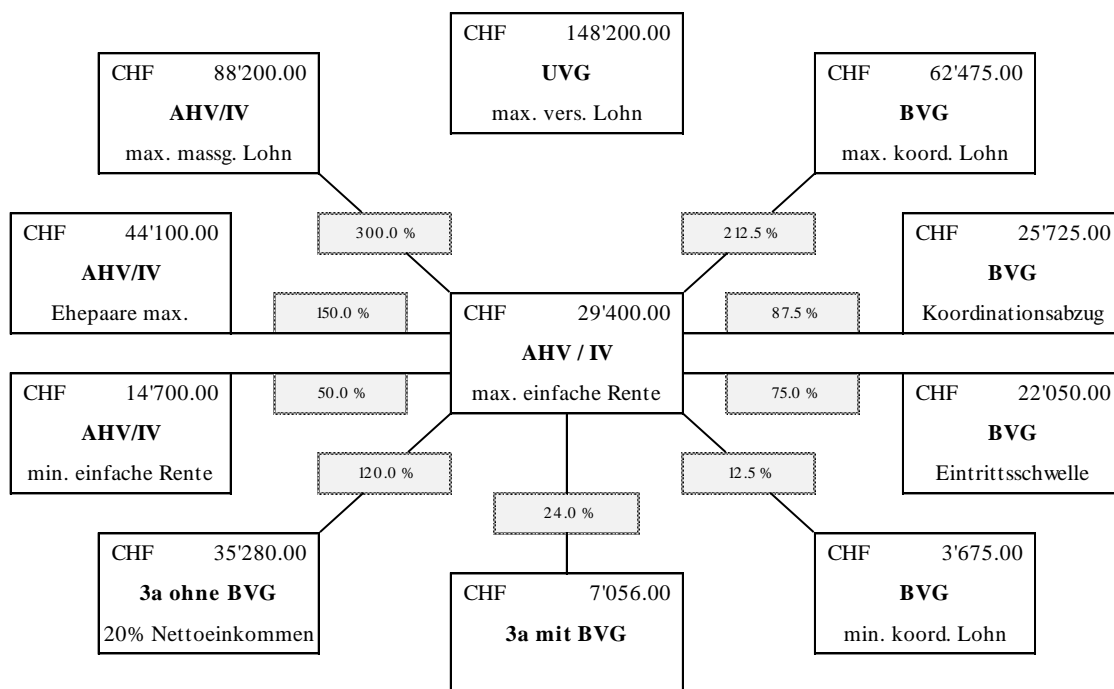 CHF 148'200.00
UVG
max. vers. Lohn
CHF 88'200.00
AHV/IV
max. massg. Lohn
CHF 62'475.00
BVG
max. koord. Lohn
300.0 %
212.5 %
CHF 44'100.00
AHV/IV
Ehepaare max.
150.0 %
CHF 29'400.00
AHV / IV
max. einfache Rente
87.5 %
CHF 25'725.00
BVG
Koordinationsabzug
CHF 14'700.00
AHV/IV
min. einfache Rente
50.0 %
75.0 %
CHF 22'050.00
BVG
Eintrittsschwelle
120.0 %
24.0 %
12.5 %
CHF 35'280.00
3a ohne BVG
20% Nettoeinkommen
CHF 7'056.00
3a mit BVG
CHF 3'675.00
BVG
min. koord. Lohn